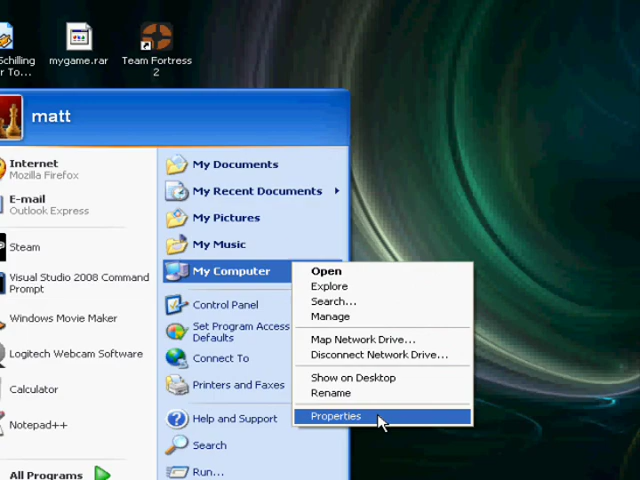 Schilling
r To...
mygame.rar
Team Fortress
2
matt
Internet
Mozilla Firefox
E-mail
Outlook Express
Steam
Visual Studio 2008 Command
Prompt
Windows Movie Maker
Logitech Webcam Software
Calculator
Notepad++
All Programs
My Documents
My Recent Documents
My Pictures
My Music
My Computer
Control Panel
Set Program Access
Defaults
Connect To
Printers and Faxes
Help and Support
Search
Run...
Open
Explore
Search...
Manage
Map Network Drive...
Disconnect Network Drive...
Show on Desktop
Rename
Properties